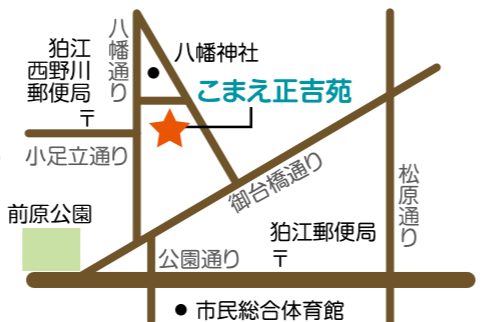 八幡通り
狛江
西野川
郵便局
〒
八幡神社
こまえ正吉苑
小足立通り
御台橋通り
松原通り
前原公園
狛江郵便局
〒
公園通り
市民総合体育館